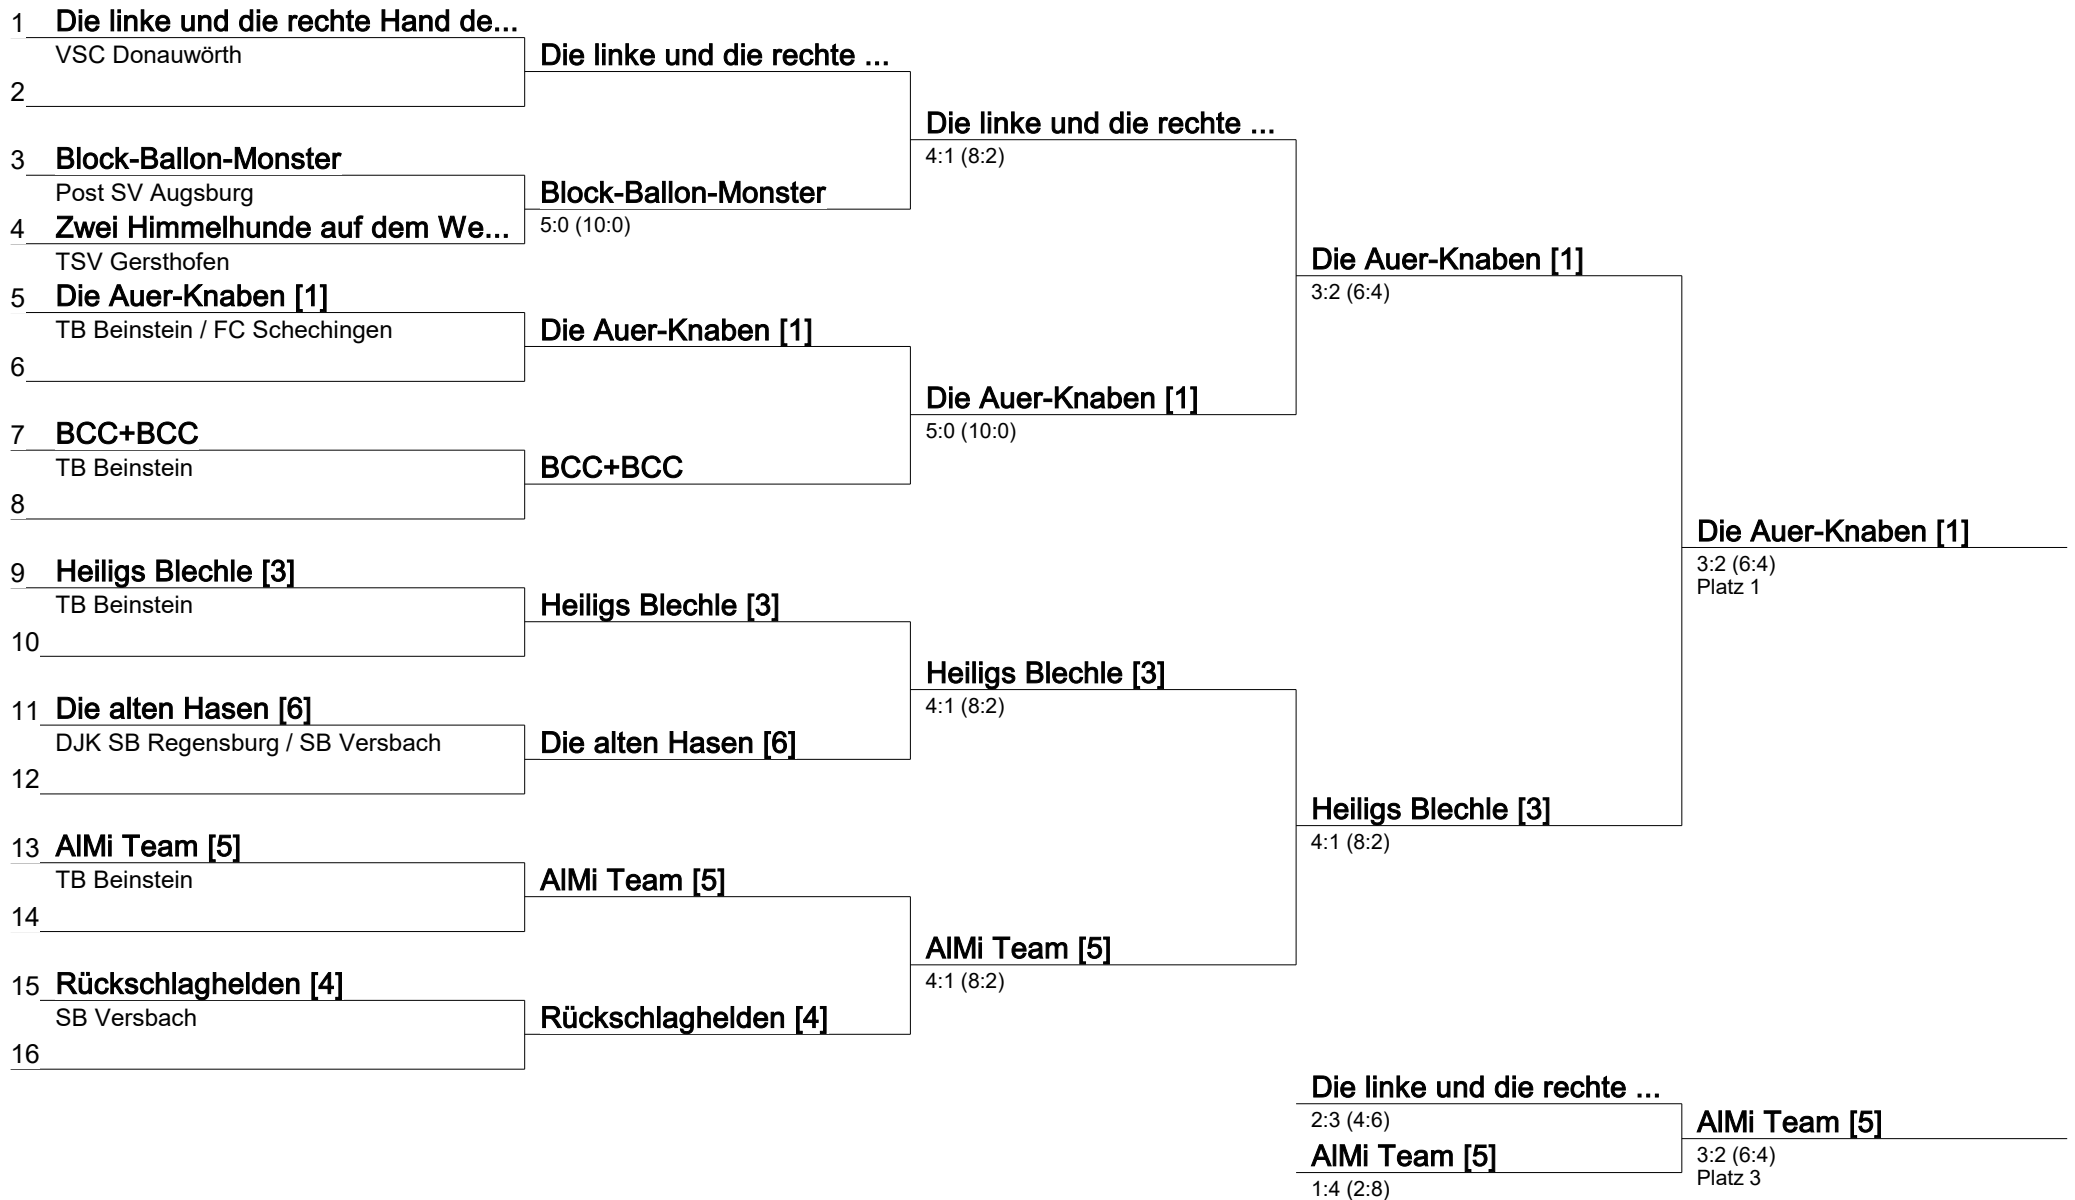 1 Die linke und die rechte Hand de...
VSC Donauwörth
2
3 Block-Ballon-Monster
Post SV Augsburg
4 Zwei Himmelhunde auf dem We...
TSV Gersthofen
5 Die Auer-Knaben [1]
TB Beinstein / FC Schechingen
6
7 BCC+BCC
TB Beinstein
8
9 Heiligs Blechle [3]
TB Beinstein
10
11 Die alten Hasen [6]
DJK SB Regensburg / SB Versbach
12
13 AlMi Team [5]
TB Beinstein
14
15 Rückschlaghelden [4]
SB Versbach
16
Die linke und die rechte ...
Block-Ballon-Monster
5:0 (10:0)
Die Auer-Knaben [1]
BCC+BCC
Heiligs Blechle [3]
Die alten Hasen [6]
AlMi Team [5]
Rückschlaghelden [4]
Die linke und die rechte ...
4:1 (8:2)
Die Auer-Knaben [1]
5:0 (10:0)
Heiligs Blechle [3]
4:1 (8:2)
AlMi Team [5]
4:1 (8:2)
Die Auer-Knaben [1]
3:2 (6:4)
Heiligs Blechle [3]
4:1 (8:2)
Die Auer-Knaben [1]
3:2 (6:4)
Platz 1
Die linke und die rechte ...
2:3 (4:6)
AlMi Team [5]
1:4 (2:8)
AlMi Team [5]
3:2 (6:4)
Platz 3